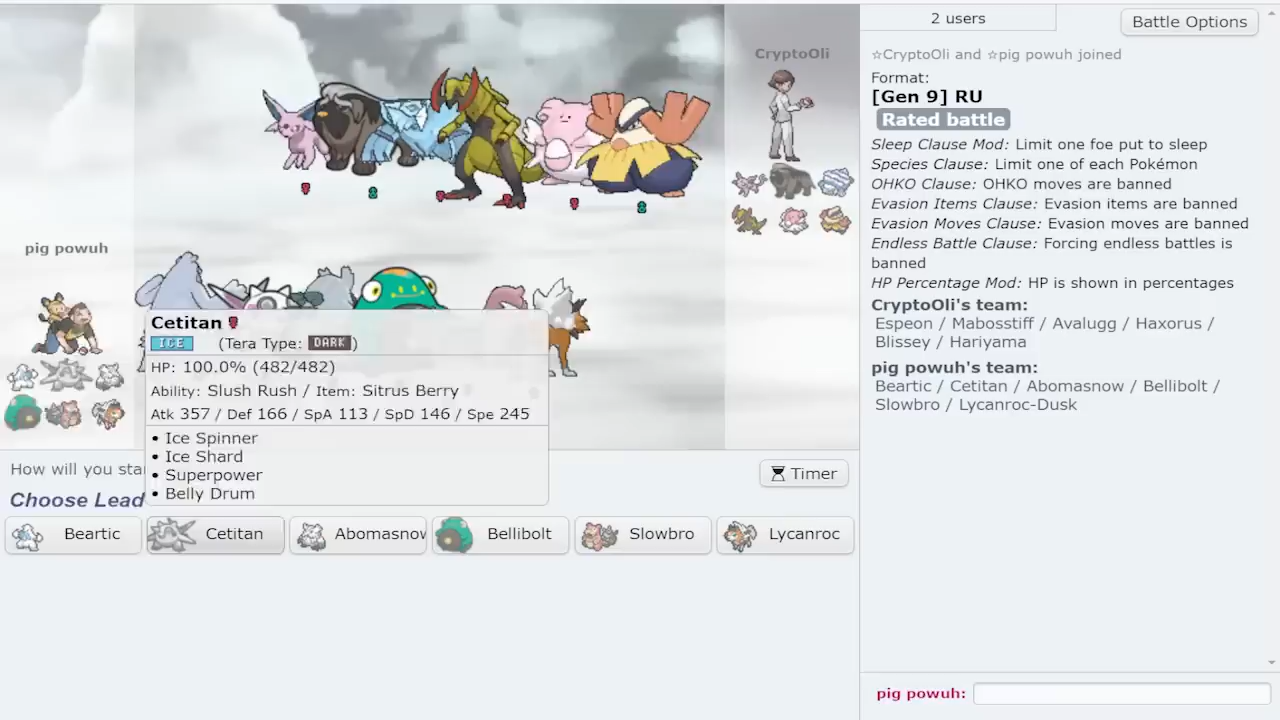 CryptoOli
pig powuh
Cetitan
ICE (Tera Type: DARK )
HP: 100.0% (482/482)
Ability: Slush Rush / Item: Sitrus Berry
Atk 357 / Def 166 / SpA 113 / SpD 146 / Spe 245
• Ice Spinner
• Ice Shard
• Superpower
• Belly Drum
How will you sta
Timer
Choose Lead
Beartic
Cetitan
Abomasnow
Bellibolt
Slowbro
Lycanroc
2 users
Battle Options
☆CryptoOli and ☆pig powuh joined
Format:
[Gen 9] RU
Rated battle
Sleep Clause Mod: Limit one foe put to sleep
Species Clause: Limit one of each Pokémon
OHKO Clause: OHKO moves are banned
Evasion Items Clause: Evasion items are banned
Evasion Moves Clause: Evasion moves are banned
Endless Battle Clause: Forcing endless battles is
banned
HP Percentage Mod: HP is shown in percentages
CryptoOli's team:
Espeon / Mabosstiff / Avalugg / Haxorus /
Blissey / Hariyama
pig powuh's team:
Beartic / Cetitan / Abomasnow / Bellibolt /
Slowbro / Lycanroc-Dusk
pig powuh: